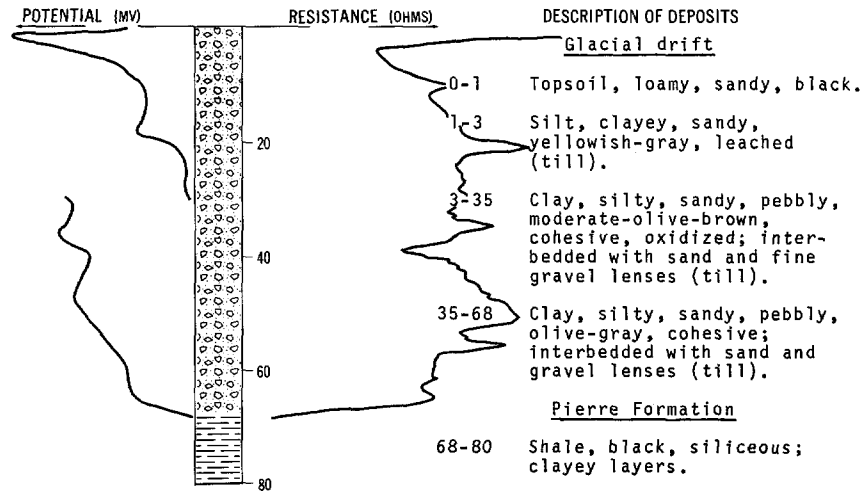 POTENTIAL (MV) RESISTANCE (OHMS) DESCRIPTION OF DEPOSITS
Glacial drift
0-1 Topsoil, loamy, sandy, black.
1-3 Silt, clayey, sandy,
20 yellowish-gray, leached
(till).
3-35 Clay, silty, sandy, pebbly,
moderate-olive-brown,
cohesive, oxidized; inter-
40 bedded with sand and fine
gravel lenses (till).
35-68 Clay, silty, sandy, pebbly,
olive-gray, cohesive;
interbedded with sand and
60 gravel lenses (till).
Pierre Formation
68-80 Shale, black, siliceous;
clayey layers.
80